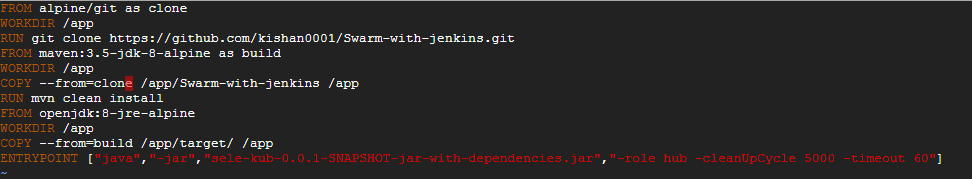 FROM alpine/git as clone
WORKDIR /app
RUN git clone https://github.com/kishan0001/Swarm-with-jenkins.git
FROM maven:3.5-jdk-8-alpine as build
WORKDIR /app
COPY --from=clone /app/Swarm-with-jenkins /app
RUN mvn clean install
FROM openjdk:8-jre-alpine
WORKDIR /app
COPY --from=build /app/target/ /app
ENTRYPOINT ["java","-jar","sele-kub-0.0.1-SNAPSHOT-jar-with-dependencies.jar","-role hub -cleanUpCycle 5000 -timeout 60"]
~